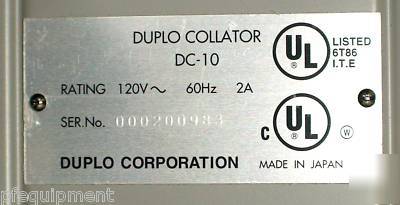 DUPLO COLLATOR
DC-10
UL LISTED
6T86
I.T.E
RATING 120V～ 60Hz 2A
SER.No. 000200983
C UL W
DUPLO CORPORATION
MADE IN JAPAN
pfequipment